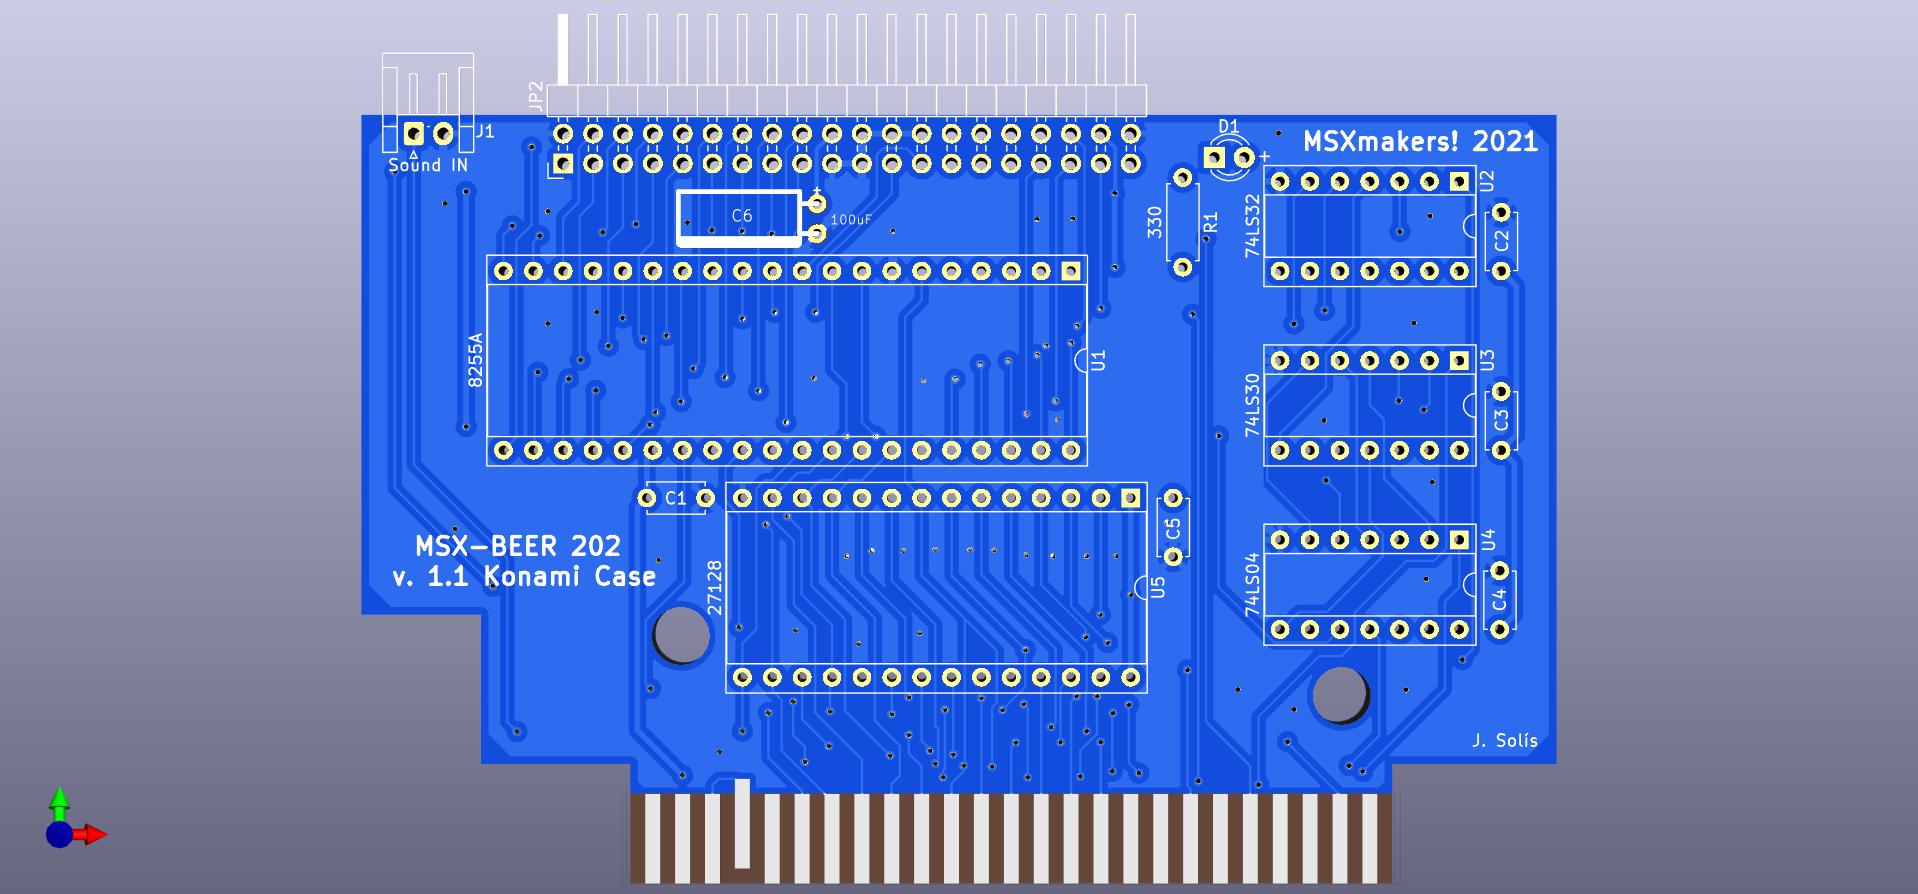 JP2
J1
Sound IN
D1
+
MSXmakers! 2021
C6
+
100uF
330
R1
74LS32
U2
C2
8255A
U1
74LS30
U3
C3
C1
C5
MSX-BEER 202
v. 1.1 Konami Case
27128
U5
74LS04
U4
C4
J. Solís